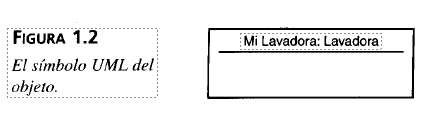 FIGURA 1.2
El símbolo UML del
objeto.
Mi Lavadora: Lavadora